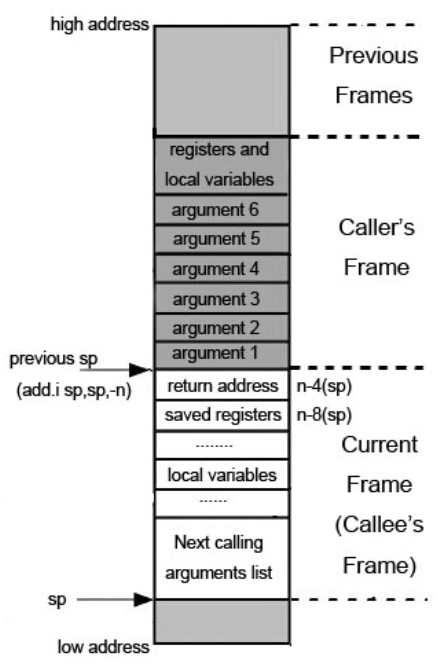 high address
Previous
Frames
registers and
local variables
argument 6
argument 5
argument 4
argument 3
argument 2
argument 1
Caller's
Frame
previous sp
(add.i sp,sp,-n)
return address
n-4(sp)
saved registers
n-8(sp)
........
local variables
......
Next calling
arguments list
Current
Frame
(Callee's
Frame)
sp
low address